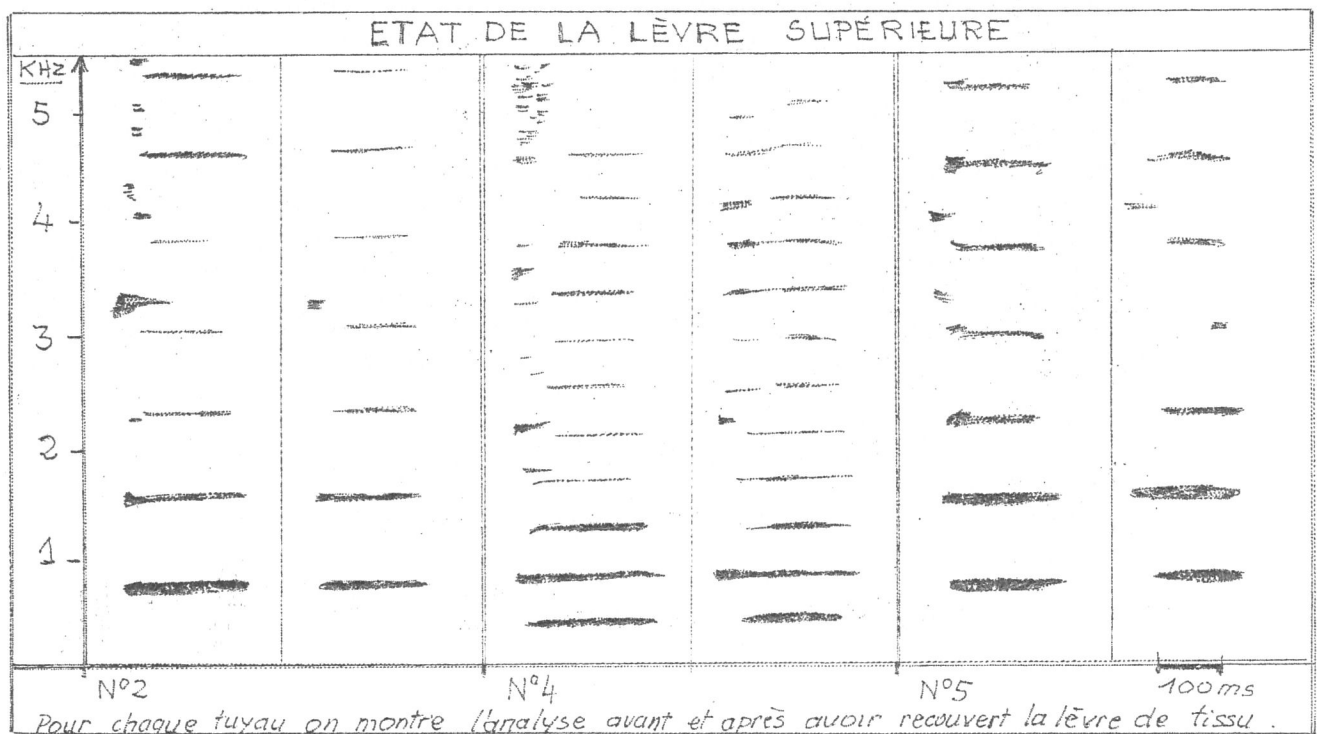 ETAT DE LA LÈVRE SUPÉRIEURE
KHz
5
4
3
2
1
N°2 N°4 N°5 100ms
Pour chaque tuyau on montre l'analyse avant et après avoir recouvert la lèvre de tissu.